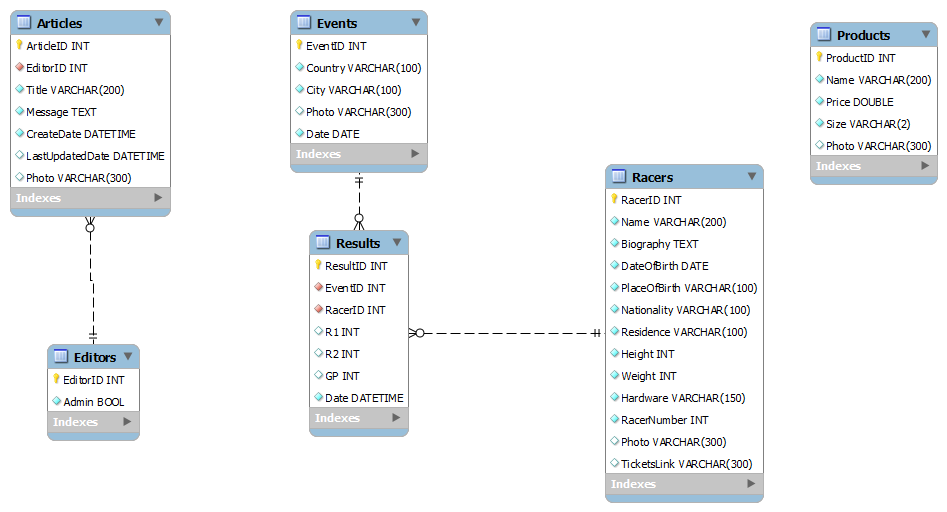 Articles
ArticleID INT
EditorID INT
Title VARCHAR(200)
Message TEXT
CreateDate DATETIME
LastUpdatedDate DATETIME
Photo VARCHAR(300)
Indexes
Events
EventID INT
Country VARCHAR(100)
City VARCHAR(100)
Photo VARCHAR(300)
Date DATE
Indexes
Products
ProductID INT
Name VARCHAR(200)
Price DOUBLE
Size VARCHAR(2)
Photo VARCHAR(300)
Indexes
Racers
RacerID INT
Name VARCHAR(200)
Biography TEXT
DateOfBirth DATE
PlaceOfBirth VARCHAR(100)
Nationality VARCHAR(100)
Residence VARCHAR(100)
Height INT
Weight INT
Hardware VARCHAR(150)
RacerNumber INT
Photo VARCHAR(300)
TicketsLink VARCHAR(300)
Indexes
Results
ResultID INT
EventID INT
RacerID INT
R1 INT
R2 INT
GP INT
Date DATETIME
Indexes
Editors
EditorID INT
Admin BOOL
Indexes